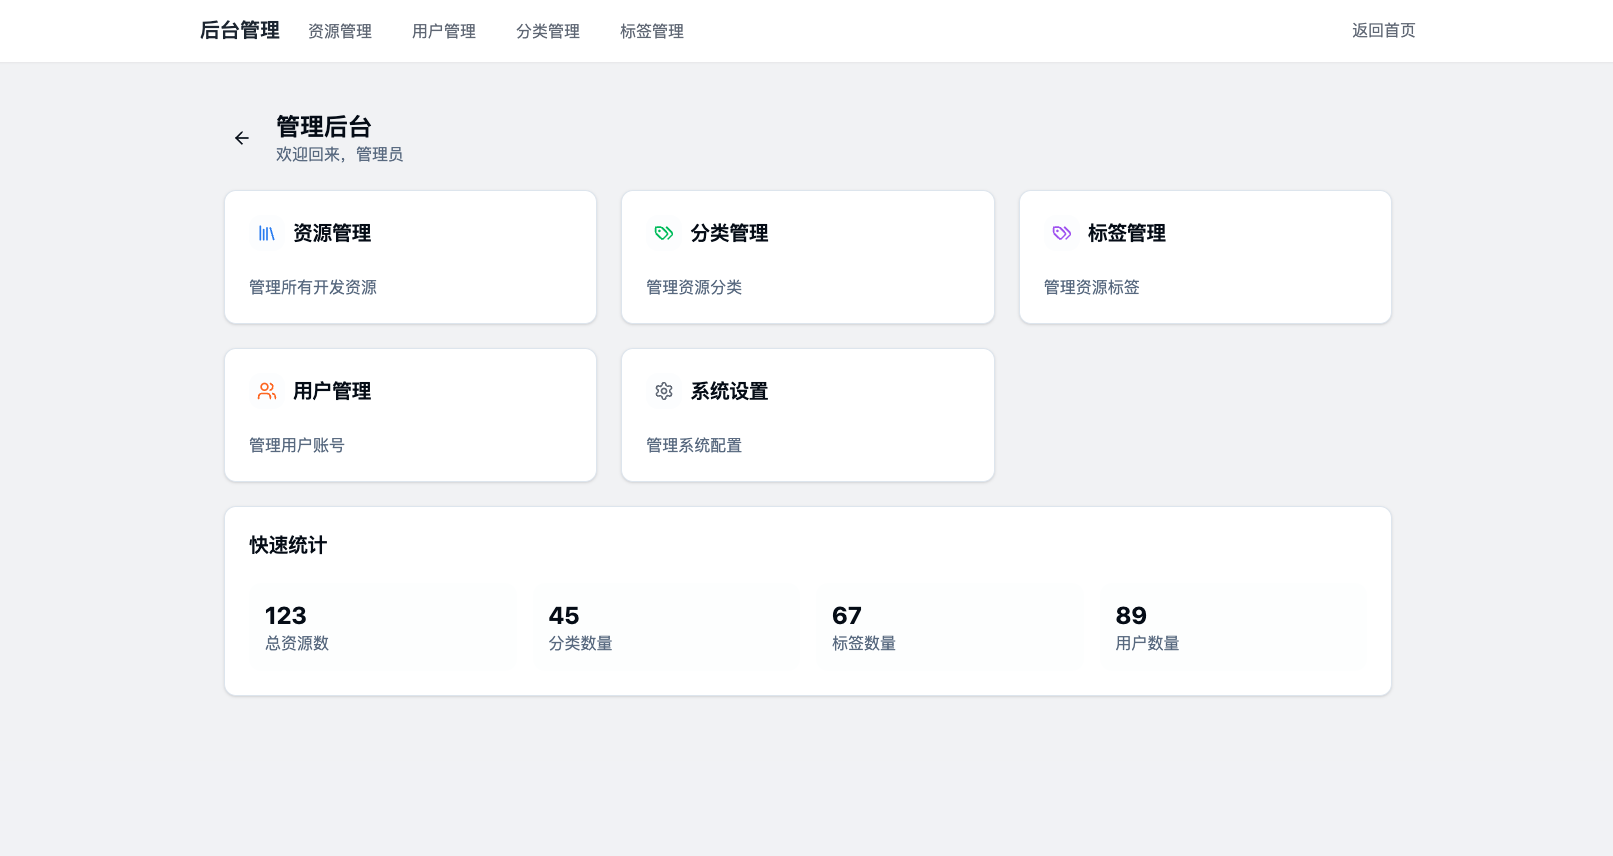 后台管理 资源管理 用户管理 分类管理 标签管理 返回首页
管理后台
欢迎回来，管理员
资源管理
管理所有开发资源
分类管理
管理资源分类
标签管理
管理资源标签
用户管理
管理用户账号
系统设置
管理系统配置
快速统计
123
总资源数
45
分类数量
67
标签数量
89
用户数量